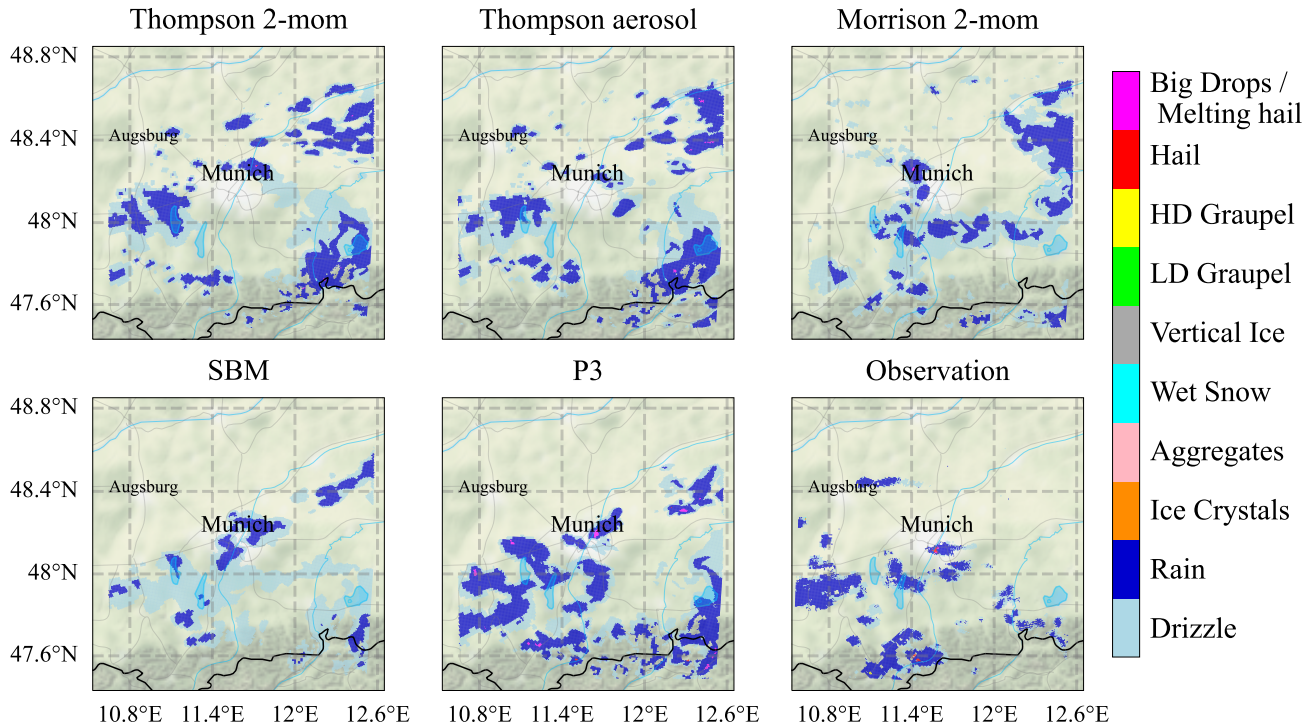 Thompson 2-mom
Thompson aerosol
Morrison 2-mom
48.8°N
48.4°N
48°N
47.6°N
Augsburg
Munich
Augsburg
Munich
Augsburg
Munich
SBM
P3
Observation
48.8°N
48.4°N
48°N
47.6°N
Augsburg
Munich
Augsburg
Munich
Augsburg
Munich
10.8°E 11.4°E 12°E 12.6°E
10.8°E 11.4°E 12°E 12.6°E
10.8°E 11.4°E 12°E 12.6°E
Big Drops /
Melting hail
Hail
HD Graupel
LD Graupel
Vertical Ice
Wet Snow
Aggregates
Ice Crystals
Rain
Drizzle